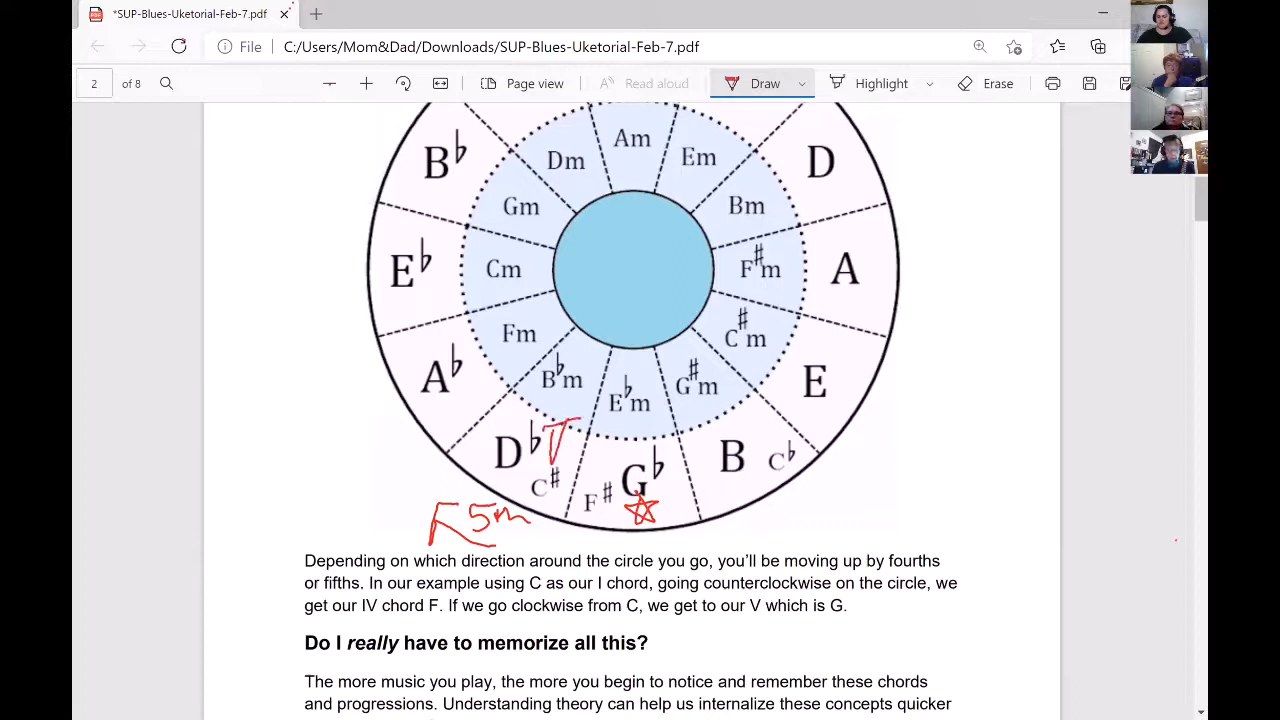 *SUP-Blues-Uketorial-Feb-7.pdf
File C:/Users/Mom&Dad/Downloads/SUP-Blues-Uketorial-Feb-7.pdf
2 of 8 Page view Read aloud Draw Highlight Erase
Am
Dm Em
B♭ D
Gm Bm
E♭ Cm F♯m A
Fm C♯m
A♭ B♭m E♭m G♯m E
D♭ V G♭ B C♭
C♯ F♯
5th
Depending on which direction around the circle you go, you’ll be moving up by fourths
or fifths. In our example using C as our I chord, going counterclockwise on the circle, we
get our IV chord F. If we go clockwise from C, we get to our V which is G.
Do I really have to memorize all this?
The more music you play, the more you begin to notice and remember these chords
and progressions. Understanding theory can help us internalize these concepts quicker